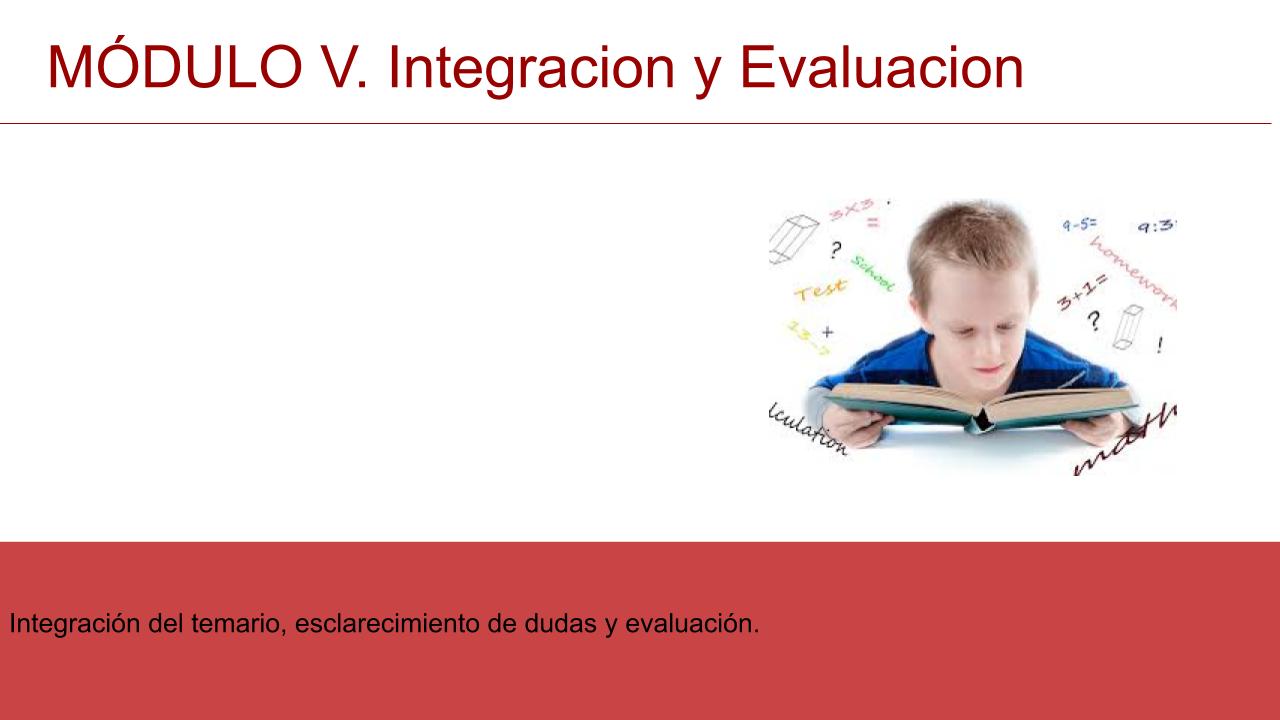 MÓDULO V. Integracion y Evaluacion
3x3
=
?
School
Test
13-7
+
lculation
9-5=
9:3
homework
3+1=
?
!
math
Integración del temario, esclarecimiento de dudas y evaluación.